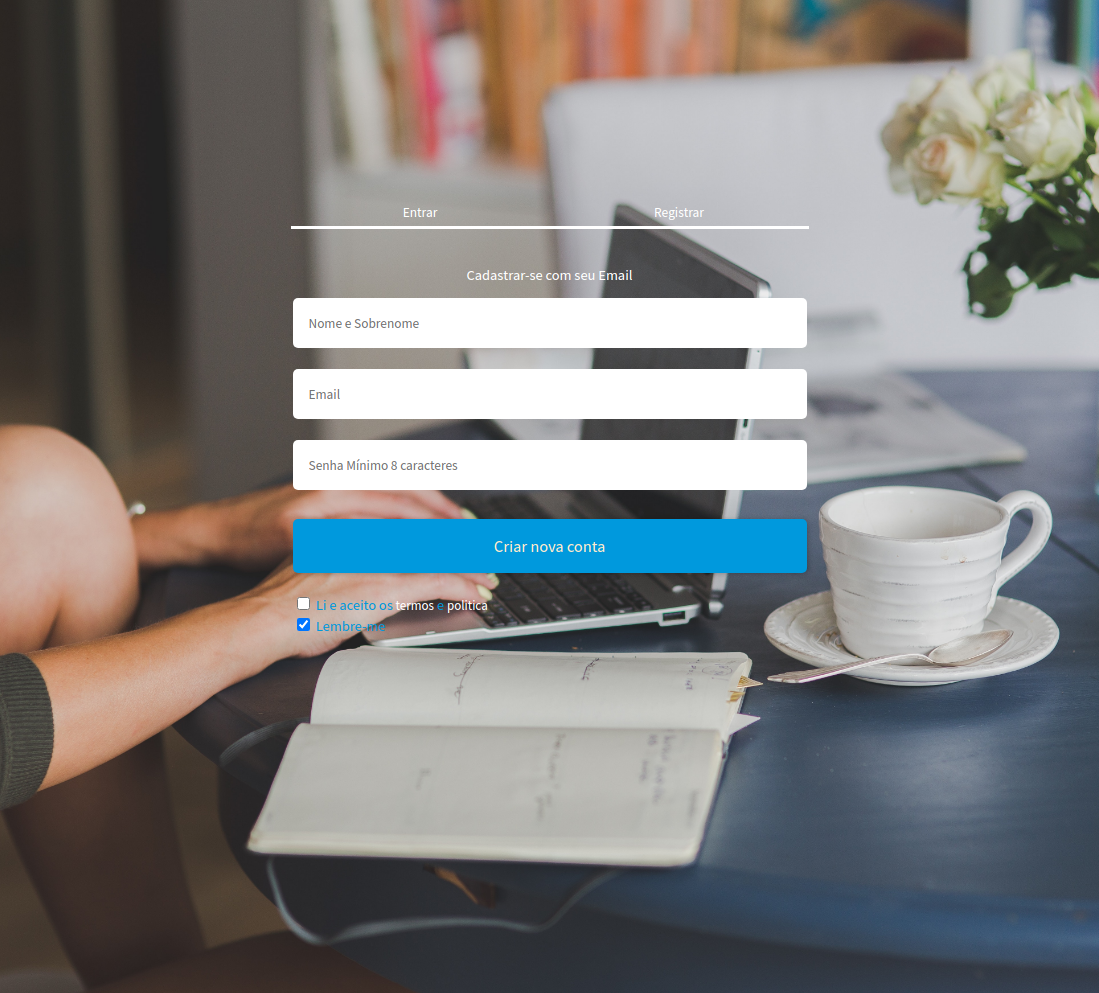 Entrar Registrar
Cadastrar-se com seu Email
Nome e Sobrenome
Email
Senha Mínimo 8 caracteres
Criar nova conta
Li e aceito os termos e política
Lembre-me